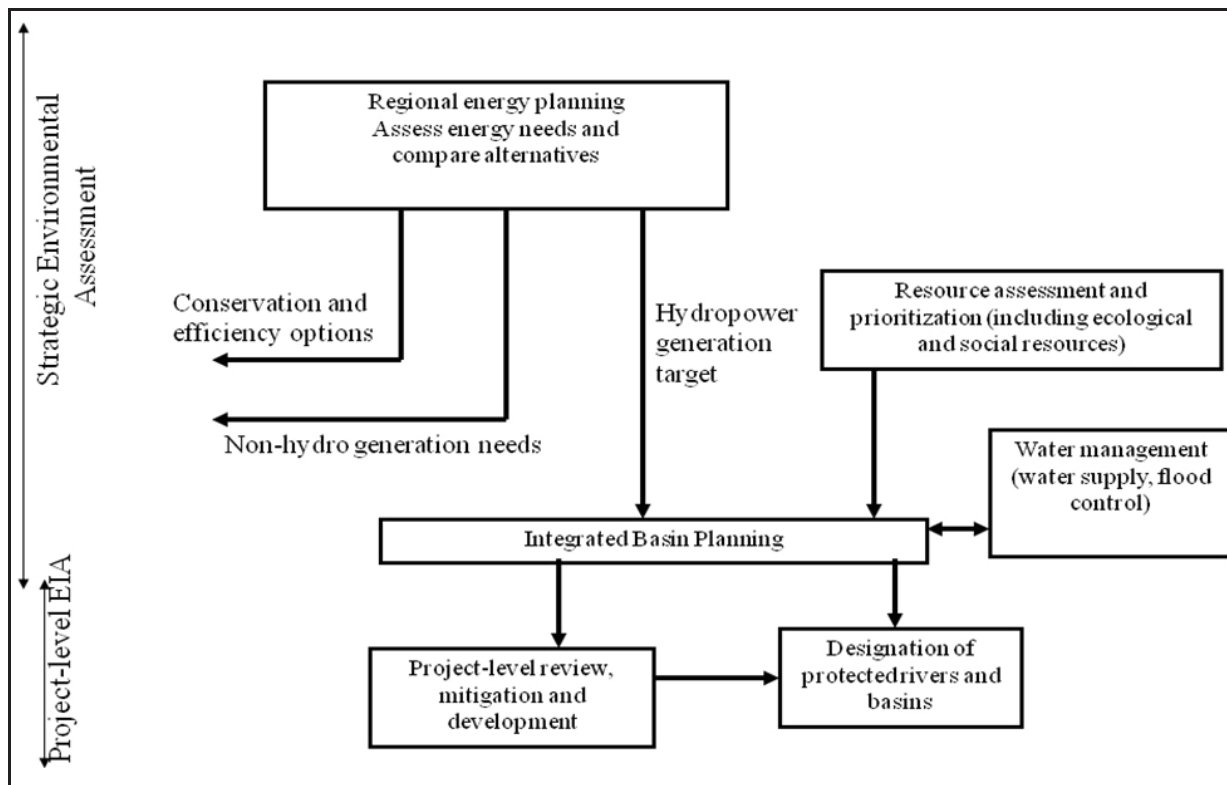 Strategic Environmental
Assessment
Project-level EIA
Regional energy planning
Assess energy needs and
compare alternatives
Conservation and
efficiency options
Non-hydro generation needs
Hydropower
generation
target
Resource assessment and
prioritization (including ecological
and social resources)
Water management
(water supply, flood
control)
Integrated Basin Planning
Project-level review,
mitigation and
development
Designation of
protectedrivers and
basins